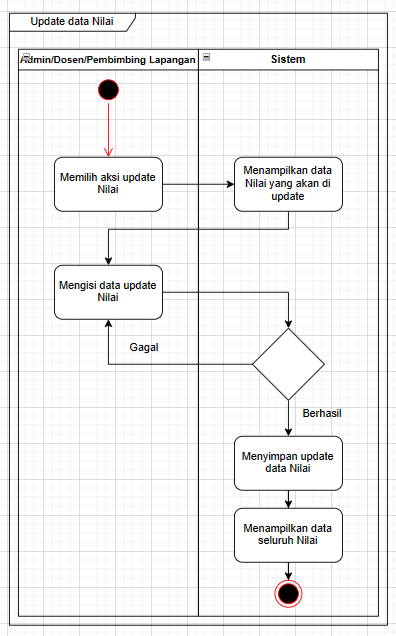 Update data Nilai
Admin/Dosen/Pembimbing Lapangan
Sistem
Memilih aksi update
Nilai
Menampilkan data
Nilai yang akan di
update
Mengisi data update
Nilai
Gagal
Berhasil
Menyimpan update
data Nilai
Menampilkan data
seluruh Nilai